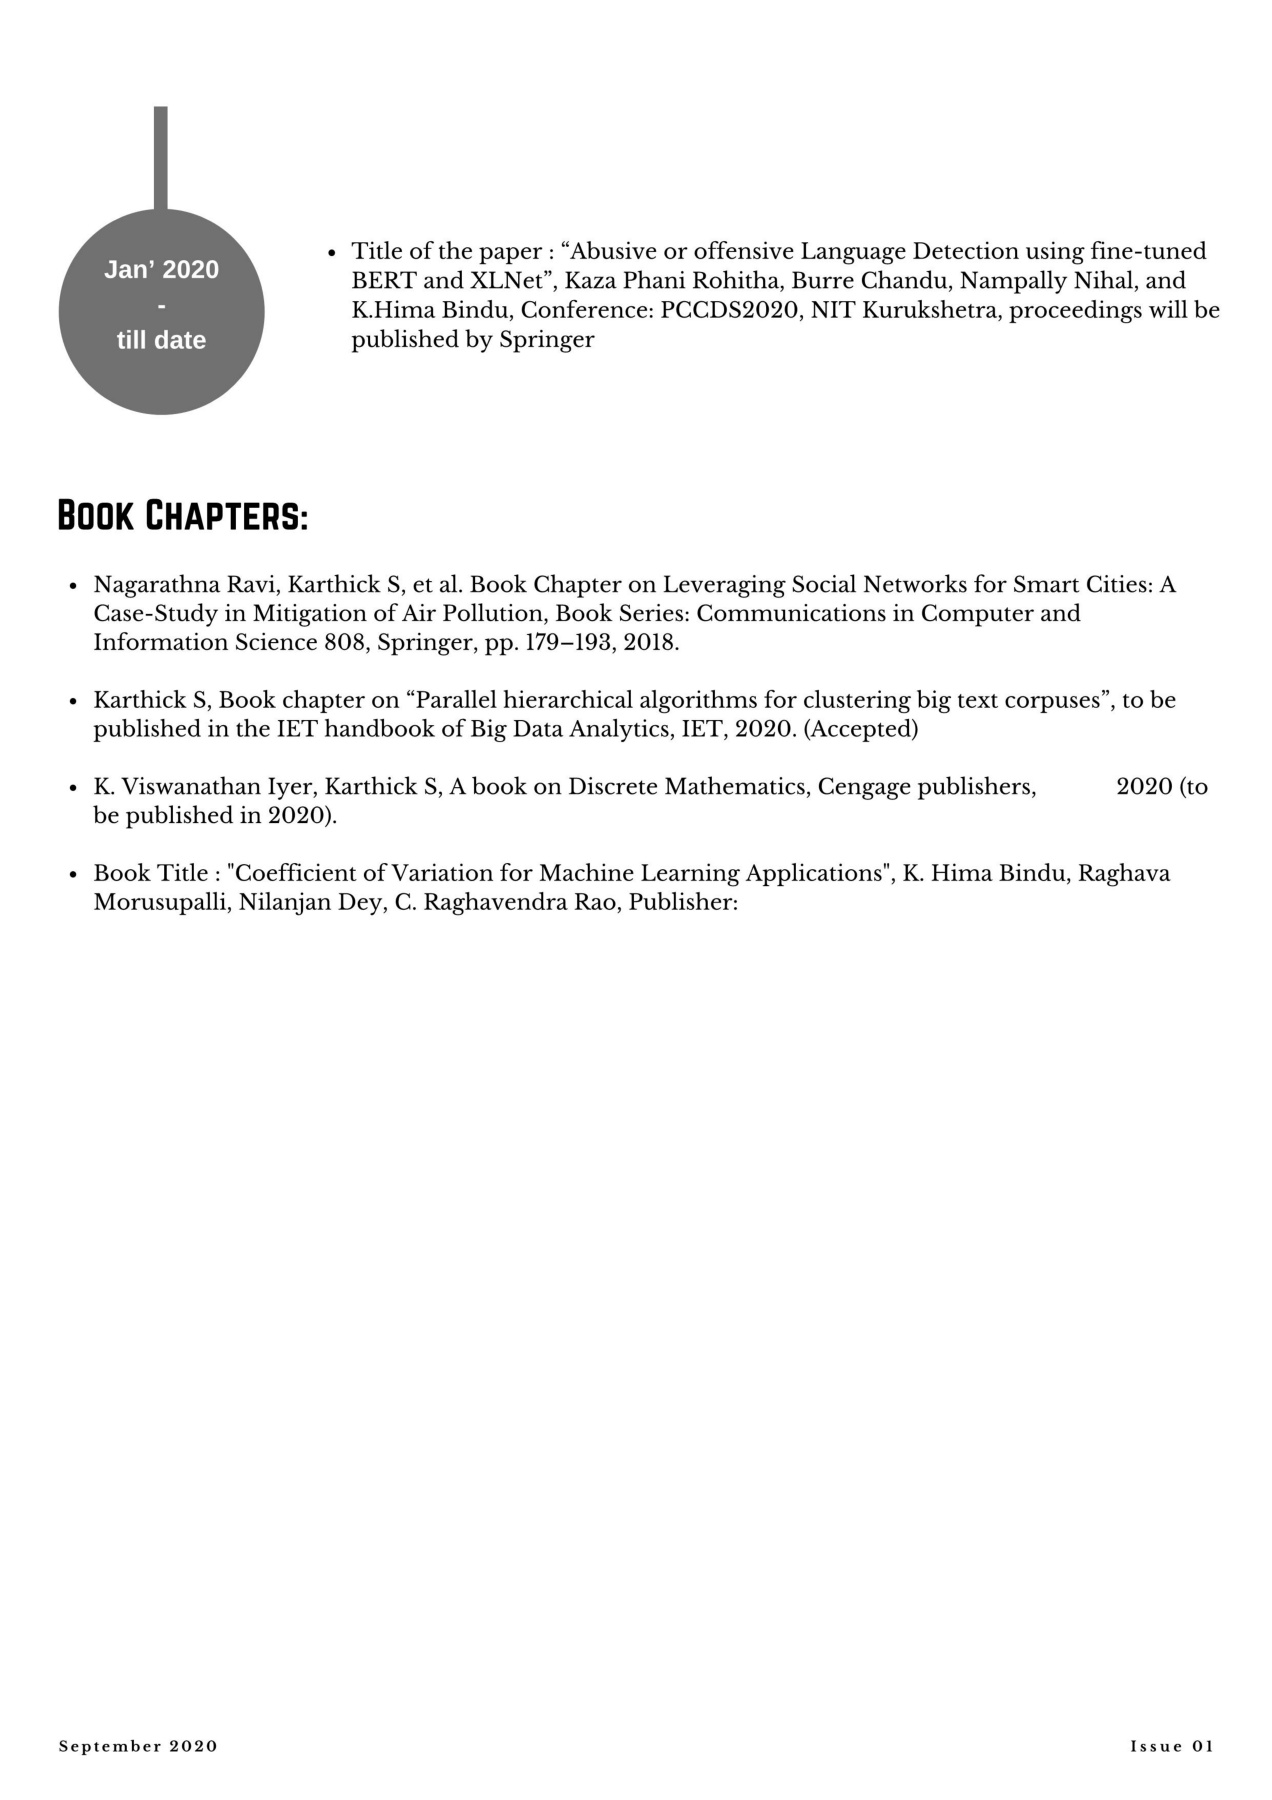 Jan’ 2020
-
till date
• Title of the paper : “Abusive or offensive Language Detection using fine-tuned
BERT and XLNet”, Kaza Phani Rohitha, Burre Chandu, Nampally Nihal, and
K.Hima Bindu, Conference: PCCDS2020, NIT Kurukshetra, proceedings will be
published by Springer
Book Chapters:
• Nagarathna Ravi, Karthick S, et al. Book Chapter on Leveraging Social Networks for Smart Cities: A
Case-Study in Mitigation of Air Pollution, Book Series: Communications in Computer and
Information Science 808, Springer, pp. 179–193, 2018.
• Karthick S, Book chapter on “Parallel hierarchical algorithms for clustering big text corpuses”, to be
published in the IET handbook of Big Data Analytics, IET, 2020. (Accepted)
• K. Viswanathan Iyer, Karthick S, A book on Discrete Mathematics, Cengage publishers, 2020 (to
be published in 2020).
• Book Title : "Coefficient of Variation for Machine Learning Applications", K. Hima Bindu, Raghava
Morusupalli, Nilanjan Dey, C. Raghavendra Rao, Publisher:
September 2020
Issue 01